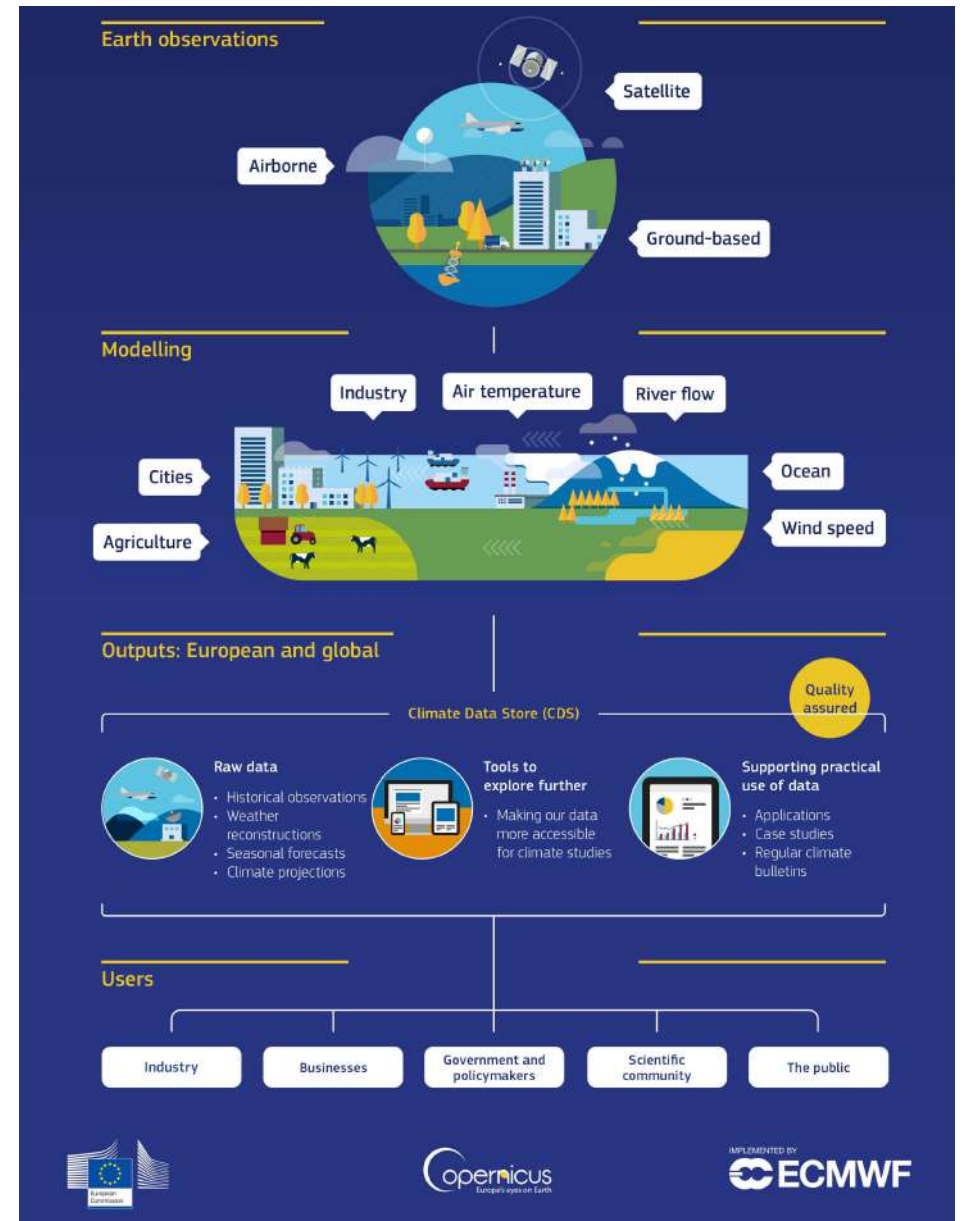 Earth observations
Satellite
Airborne
Ground-based
Modelling
Industry
Air temperature
River flow
Cities
Ocean
Agriculture
Wind speed
Outputs: European and global
Quality
assured
Climate Data Store (CDS)
Raw data
• Historical observations
• Weather
reconstructions
• Seasonal forecasts
• Climate projections
Tools to
explore further
• Making our data
more accessible
for climate studies
Supporting practical
use of data
• Applications
• Case studies
• Regular climate
bulletins
Users
Industry
Businesses
Government and
policymakers
Scientific
community
The public
European
Commission
Copernicus
Europe's eyes on Earth
IMPLEMENTED BY
ECMWF